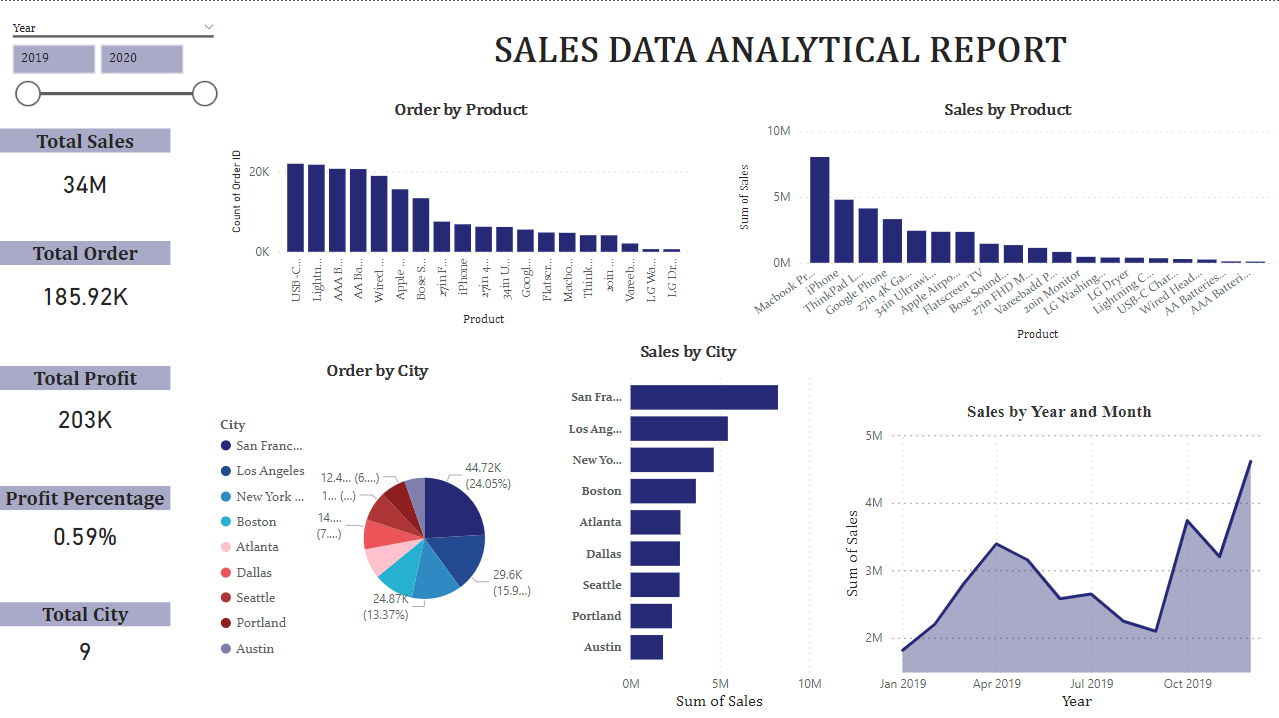 Year
2019
2020
SALES DATA ANALYTICAL REPORT
Total Sales
34M
Total Order
185.92K
Total Profit
203K
Profit Percentage
0.59%
Total City
9
Order by Product
Count of Order ID
20K
0K
USB-C...
Lightn...
AAA B...
AA Ba...
Wired ...
Apple ...
Bose S...
27in F...
iPhone
27in 4...
34in U...
Googl...
Flatscr...
Macbo...
Think...
20in ...
Vareeb...
LG Wa...
LG Dr...
Product
Sales by Product
Sum of Sales
10M
5M
0M
Macbook Pr...
iPhone
ThinkPad L...
Google Phone
27in 4K Ga...
34in Ultrawi...
Apple Airpo...
Flatscreen TV
Bose Sound...
27in FHD M...
Vareebadd P...
20in Monitor
LG Washing...
LG Dryer
Lightning C...
USB-C Char...
Wired Head...
AA Batteries...
AAA Batteri...
Product
Order by City
City
San Franc...
Los Angeles
New York ...
Boston
Atlanta
Dallas
Seattle
Portland
Austin
44.72K
(24.05%)
29.6K
(15.9...)
24.87K
(13.37%)
14....
(7....)
1... (...)
12.4... (6,...)
Sales by City
San Fra...
Los Ang...
New Yo...
Boston
Atlanta
Dallas
Seattle
Portland
Austin
0M
5M
10M
Sum of Sales
Sales by Year and Month
Sum of Sales
5M
4M
3M
2M
Jan 2019
Apr 2019
Jul 2019
Oct 2019
Year